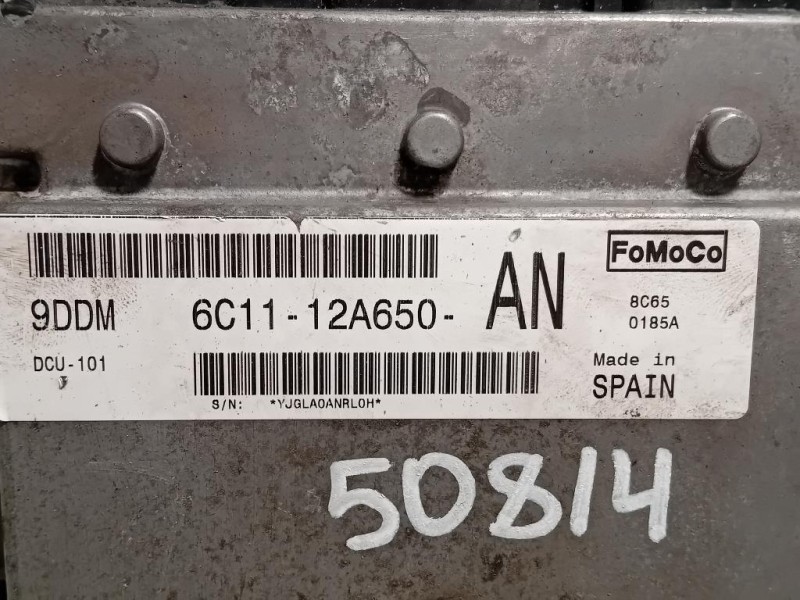 FoMoCo
9DDM 6C11-12A650- AN
8C65
0185A
DCU-101
Made in
SPAIN
S/N: *YJGLA0ANRL0H*
50814